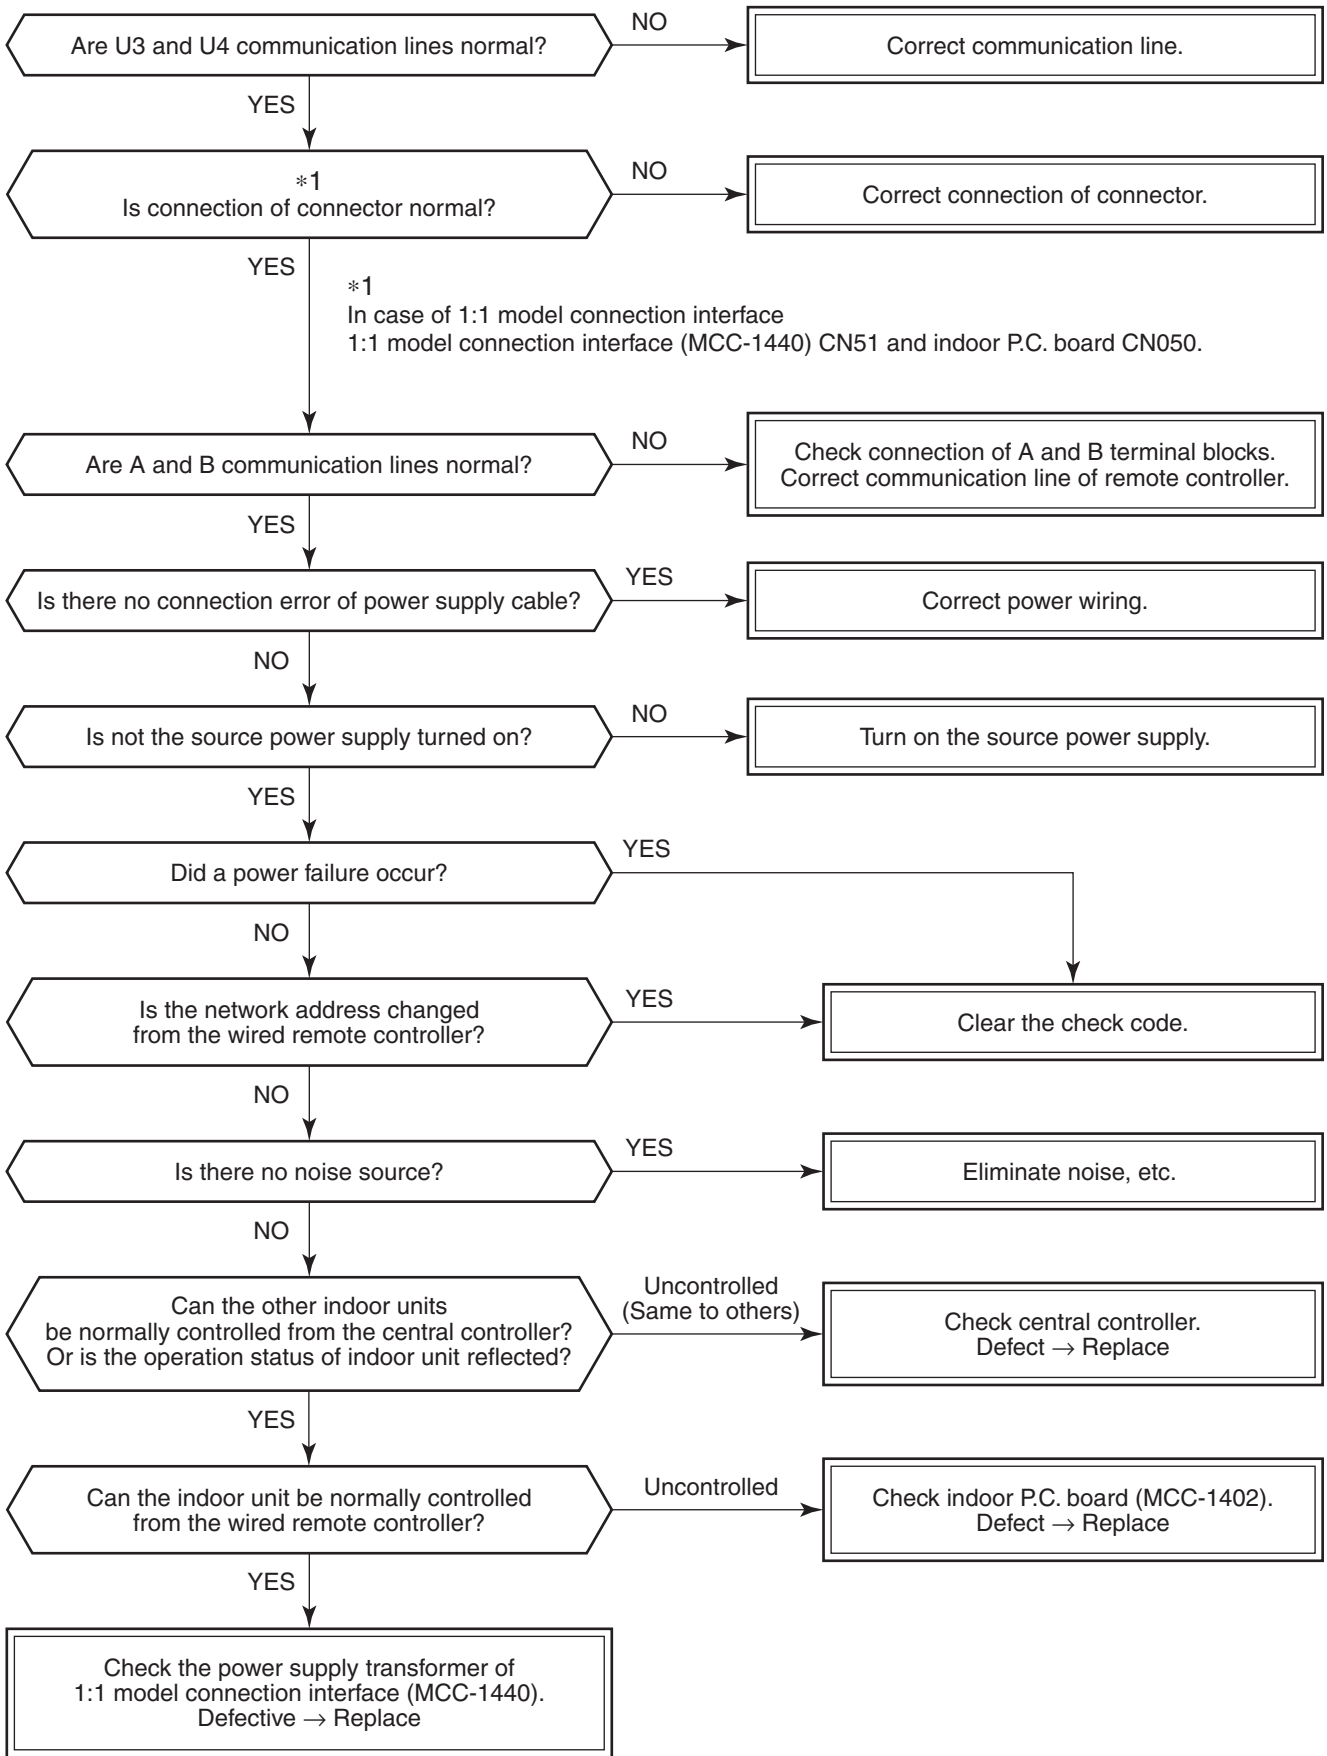 Are U3 and U4 communication lines normal?
NO
Correct communication line.
YES
*1
Is connection of connector normal?
NO
Correct connection of connector.
YES
*1
In case of 1:1 model connection interface
1:1 model connection interface (MCC-1440) CN51 and indoor P.C. board CN050.
Are A and B communication lines normal?
NO
Check connection of A and B terminal blocks.
Correct communication line of remote controller.
YES
Is there no connection error of power supply cable?
YES
Correct power wiring.
NO
Is not the source power supply turned on?
NO
Turn on the source power supply.
YES
Did a power failure occur?
YES
NO
Is the network address changed
from the wired remote controller?
YES
Clear the check code.
NO
Is there no noise source?
YES
Eliminate noise, etc.
NO
Can the other indoor units
be normally controlled from the central controller?
Or is the operation status of indoor unit reflected?
Uncontrolled
(Same to others)
Check central controller.
Defect → Replace
YES
Can the indoor unit be normally controlled
from the wired remote controller?
Uncontrolled
Check indoor P.C. board (MCC-1402).
Defect → Replace
YES
Check the power supply transformer of
1:1 model connection interface (MCC-1440).
Defective → Replace